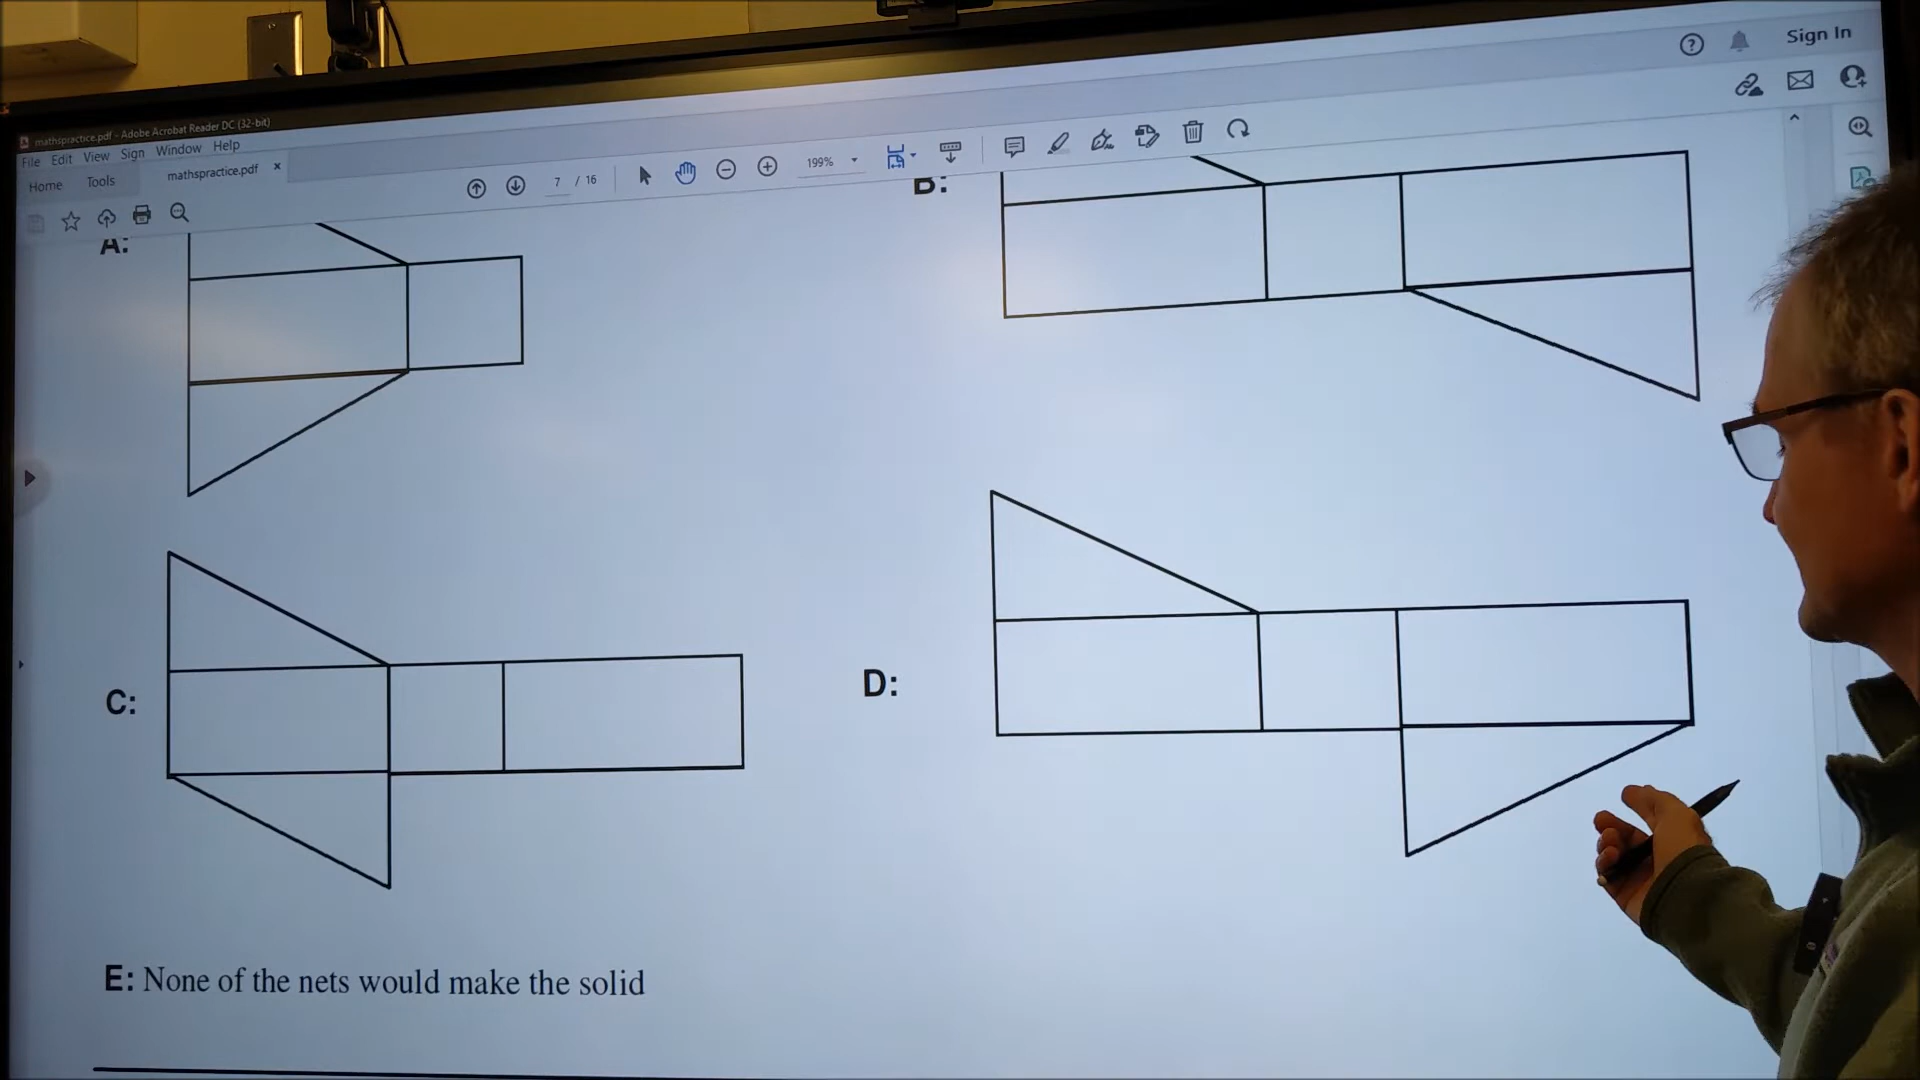 mathspractice.pdf - Adobe Acrobat Reader DC (32-bit)
File Edit View Sign Window Help
Home Tools mathspractice.pdf x
Sign In
7 / 16
199%
A:
B:
C:
D:
E: None of the nets would make the solid